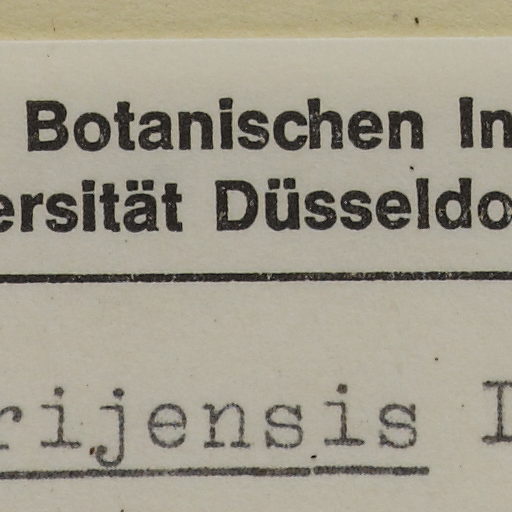 Botanischen In
ersität Düsseldo
rijensis